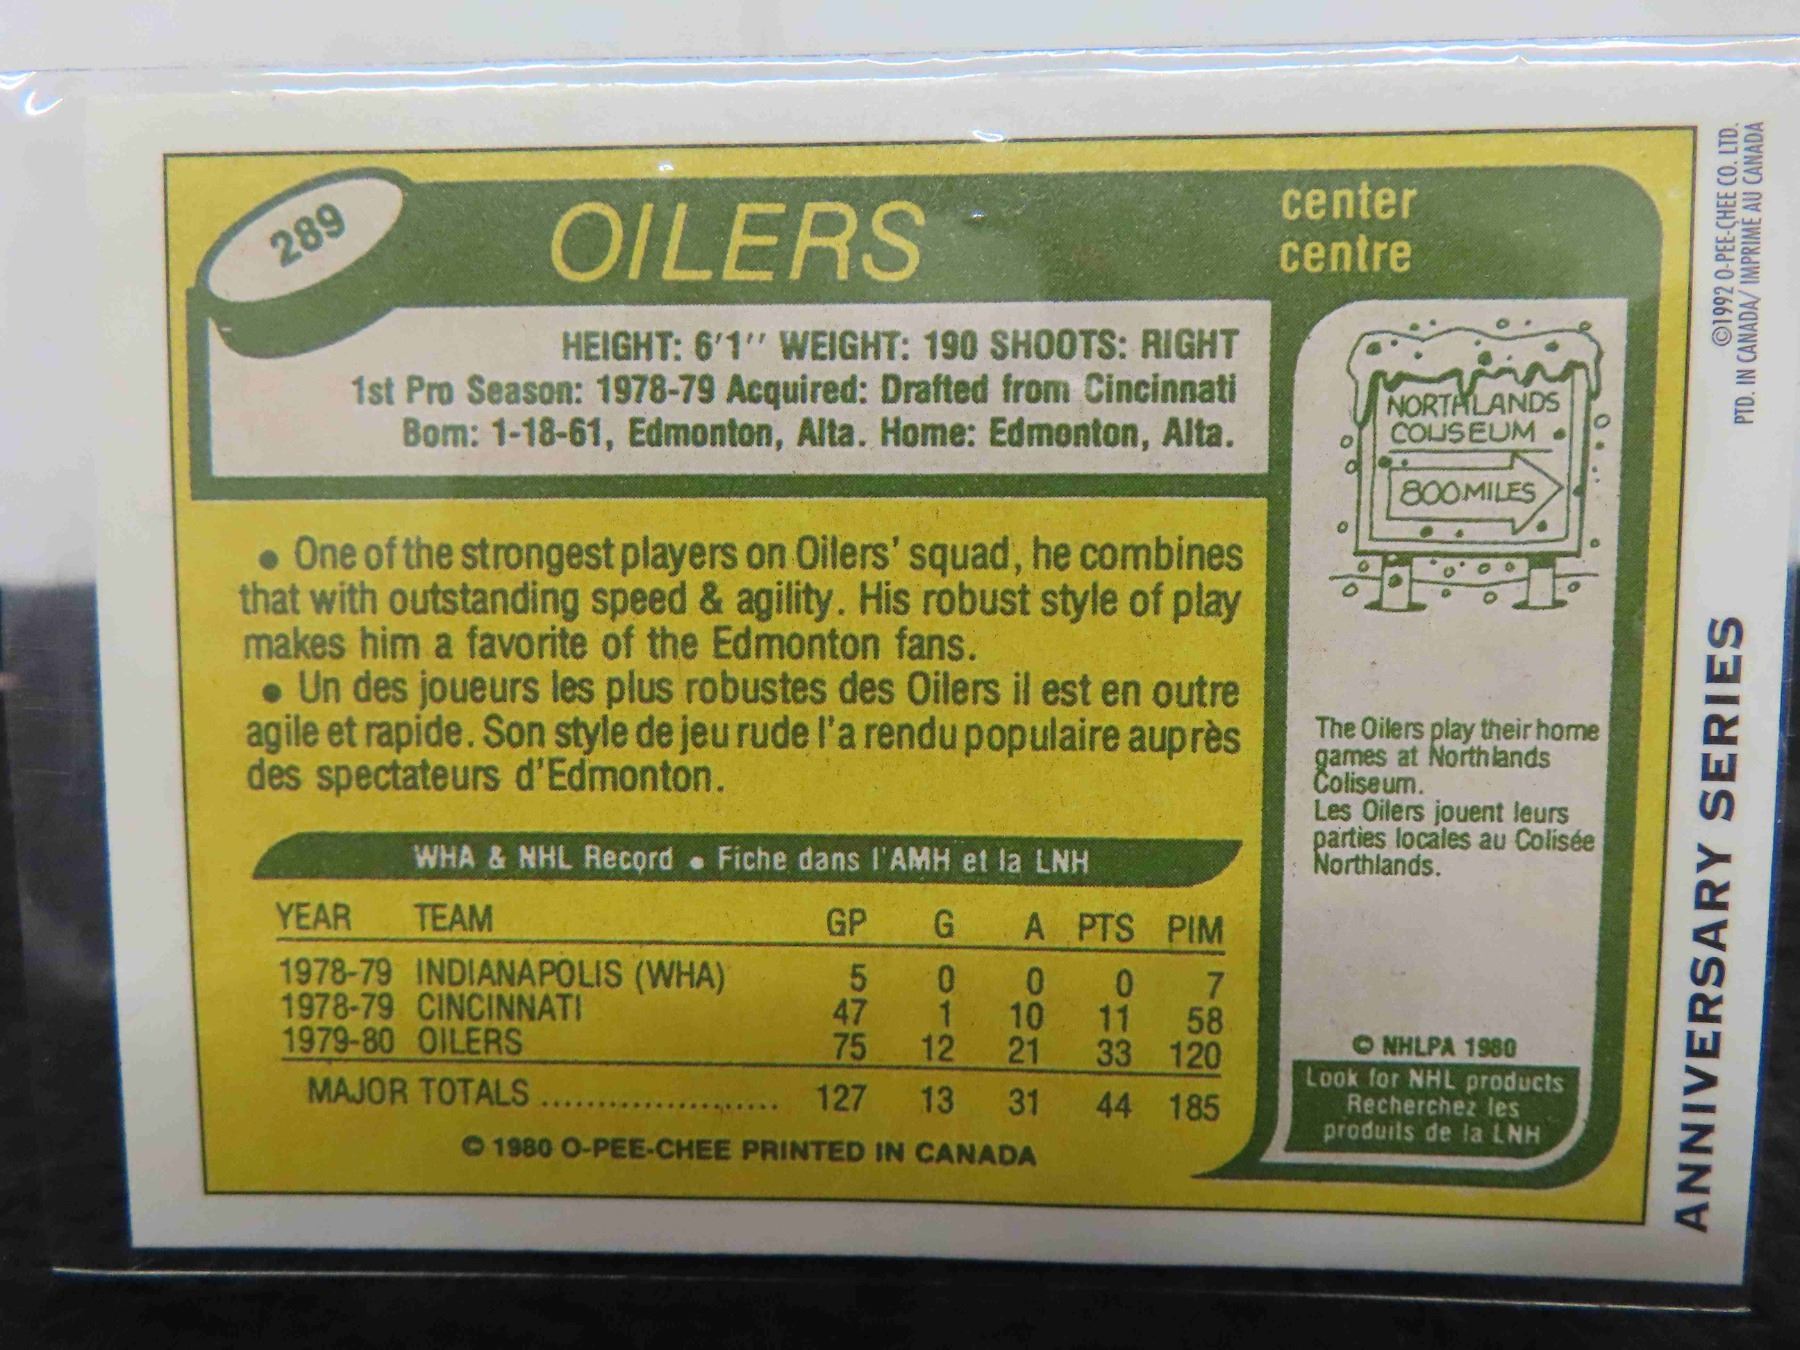 289
OILERS
center
centre
HEIGHT: 6'1'' WEIGHT: 190 SHOOTS: RIGHT
1st Pro Season: 1978-79 Acquired: Drafted from Cincinnati
Born: 1-18-61, Edmonton, Alta. Home: Edmonton, Alta.
• One of the strongest players on Oilers' squad, he combines
that with outstanding speed & agility. His robust style of play
makes him a favorite of the Edmonton fans.
• Un des joueurs les plus robustes des Oilers il est en outre
agile et rapide. Son style de jeu rude l'a rendu populaire auprès
des spectateurs d'Edmonton.
WHA & NHL Record • Fiche dans l'AMH et la LNH
YEAR TEAM GP G A PTS PIM
1978-79 INDIANAPOLIS (WHA) 5 0 0 0 7
1978-79 CINCINNATI 47 1 10 11 58
1979-80 OILERS 75 12 21 33 120
MAJOR TOTALS ..................... 127 13 31 44 185
© 1980 O-PEE-CHEE PRINTED IN CANADA
NORTHLANDS
COLISEUM
800 MILES
The Oilers play their home
games at Northlands
Coliseum.
Les Oilers jouent leurs
parties locales au Colisée
Northlands.
© NHLPA 1980
Look for NHL products
Recherchez les
produits de la LNH
©1992 O-PEE-CHEE CO. LTD.
PTD. IN CANADA/ IMPRIME AU CANADA
ANNIVERSARY SERIES